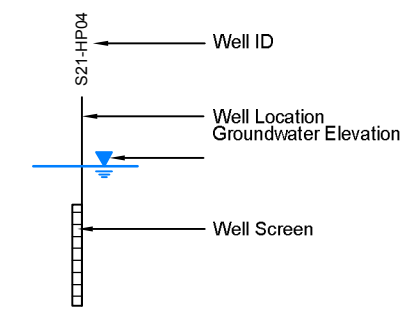 S21-HP04
Well ID
Well Location
Groundwater Elevation
Well Screen